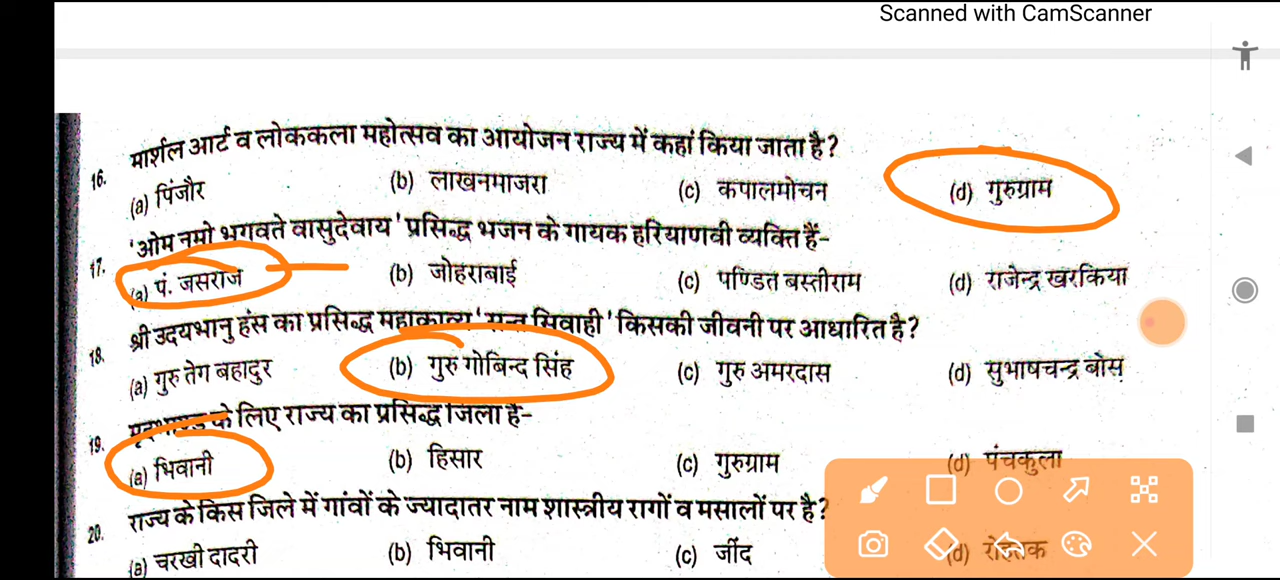 Scanned with CamScanner
16. मार्शल आर्ट व लोककला महोत्सव का आयोजन राज्य में कहां किया जाता है?
(a) पिंजौर (b) लाखनमाजरा (c) कपालमोचन (d) गुरुग्राम
17. 'ओम नमो भगवते वासुदेवाय' प्रसिद्ध भजन के गायक हरियाणवी व्यक्ति हैं-
(a) पं. जसराज (b) जोहराबाई (c) पण्डित बस्तीराम (d) राजेन्द्र खरकिया
18. श्री उदयभानु हंस का प्रसिद्ध महाकाव्य 'सन्त सिवाही' किसकी जीवनी पर आधारित है?
(a) गुरु तेग बहादुर (b) गुरु गोबिन्द सिंह (c) गुरु अमरदास (d) सुभाषचन्द्र बोस
19. के लिए राज्य का प्रसिद्ध जिला है-
(a) भिवानी (b) हिसार (c) गुरुग्राम (d) पंचकुला
20. राज्य के किस जिले में गांवों के ज्यादातर नाम शास्त्रीय रागों व मसालों पर है?
(a) चरखी दादरी (b) भिवानी (c) जींद (d) रोहतक